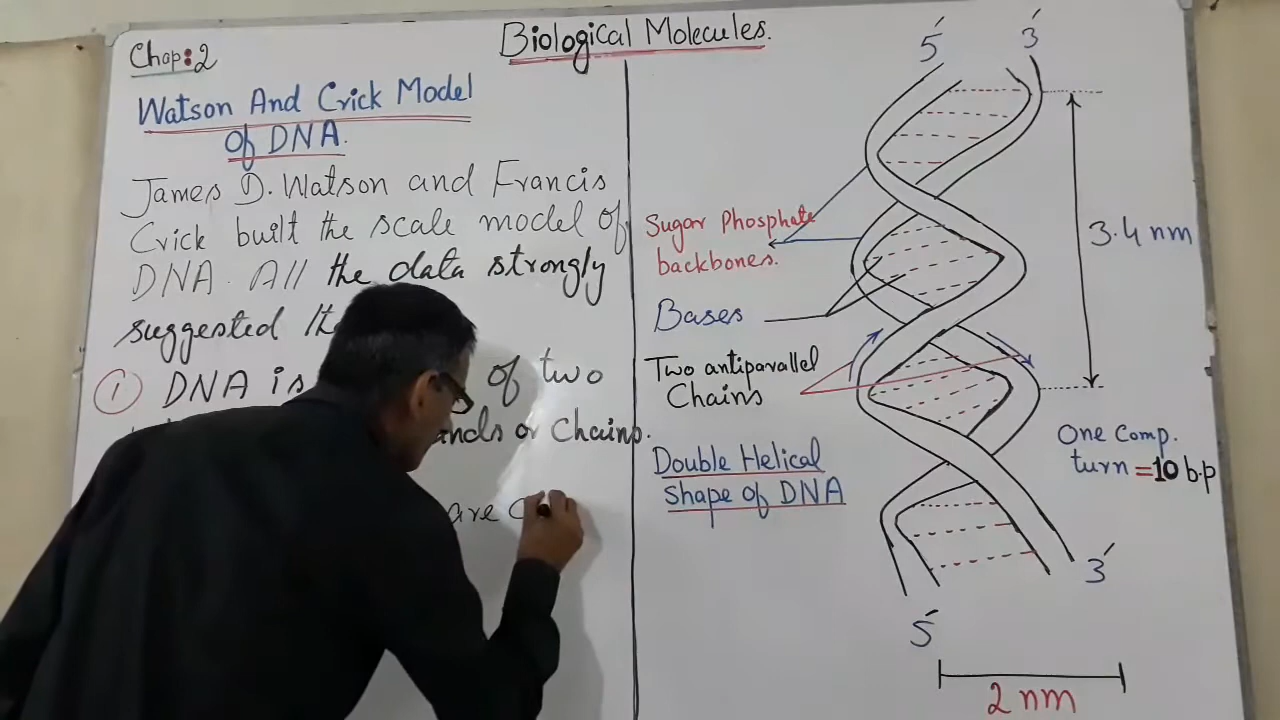 Chap:2
Biological Molecules.
Watson And Crick Model
of DNA.
James D. Watson and Francis
Crick built the scale model of
DNA. All the data strongly
suggested
① DNA is of two
or Chains.
are
5' 3'
Sugar Phosphate
backbones.
Bases
Two antiparallel
Chains
Double Helical
Shape of DNA
3.4 nm
One Comp.
turn = 10 b.p
3'
5'
2 nm